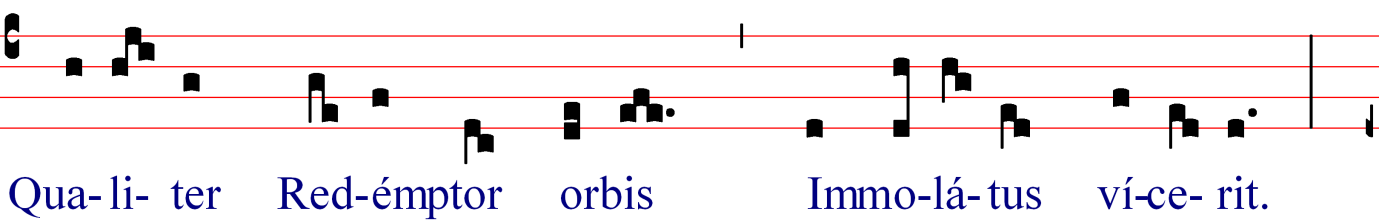 Qua- li- ter Red-émptor orbis Immo-lá- tus ví-ce- rit.